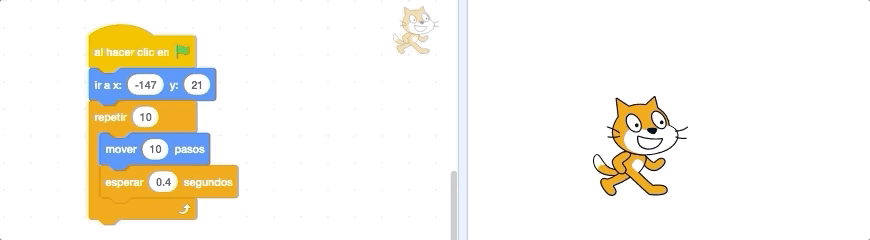 al hacer clic en
ir a x: -147 y: 21
repetir 10
mover 10 pasos
esperar 0.4 segundos